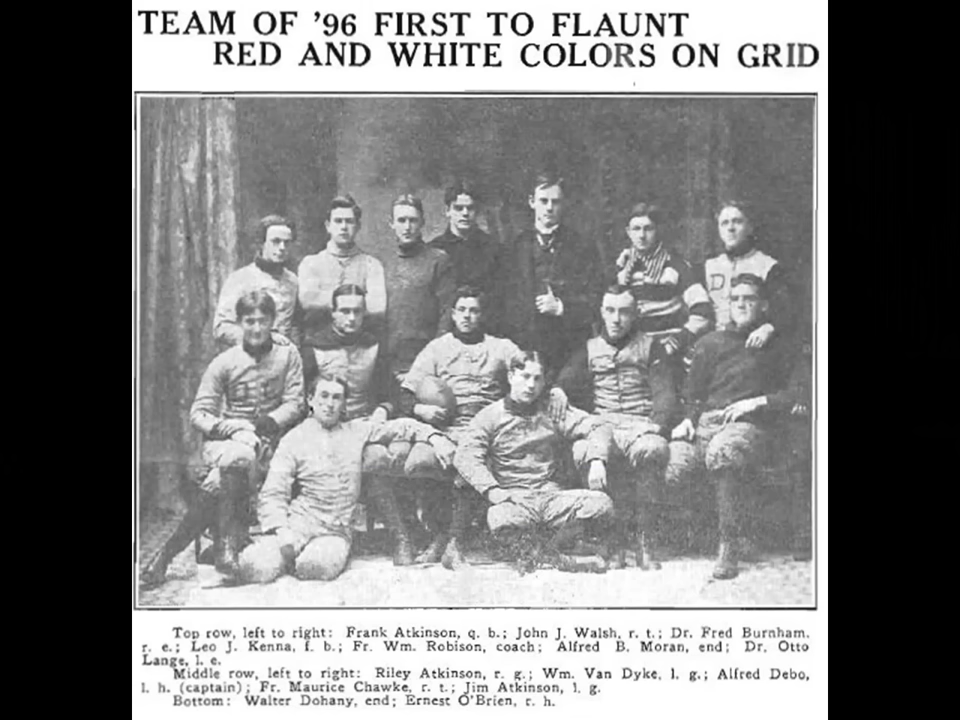 TEAM OF '96 FIRST TO FLAUNT
RED AND WHITE COLORS ON GRID
D
Top row, left to right: Frank Atkinson, q. b.; John J. Walsh, r. t.; Dr. Fred Burnham,
r. e.; Leo J. Kenna, f. b.; Fr. Wm. Robison, coach; Alfred B. Moran, end; Dr. Otto
Lange, l. e.
Middle row, left to right: Riley Atkinson, r. g.; Wm. Van Dyke, l. g.; Alfred Debo,
l. h. (captain); Fr. Maurice Chawke, r. t.; Jim Atkinson, l. g.
Bottom: Walter Dohany, end; Ernest O'Brien, r. h.